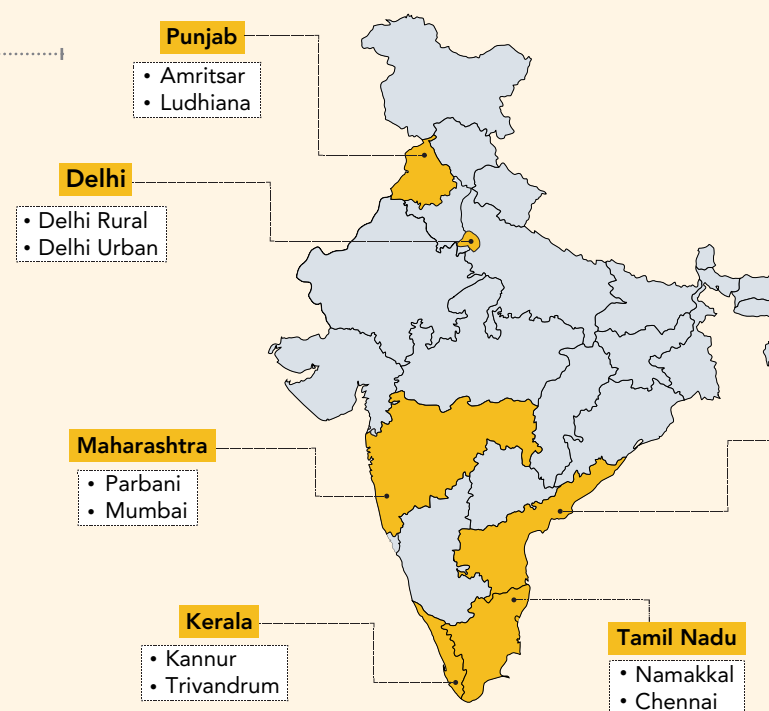 Punjab
• Amritsar
• Ludhiana
Delhi
• Delhi Rural
• Delhi Urban
Maharashtra
• Parbani
• Mumbai
Kerala
• Kannur
• Trivandrum
Tamil Nadu
• Namakkal
• Chennai